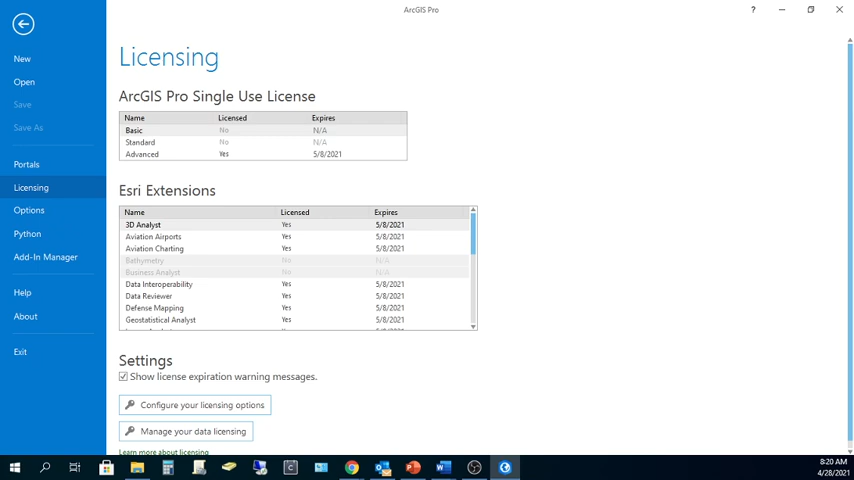 ArcGIS Pro
?
New
Open
Save
Save As
Portals
Licensing
Options
Python
Add-In Manager
Help
About
Exit
Licensing
ArcGIS Pro Single Use License
Name Licensed Expires
Basic No N/A
Standard No N/A
Advanced Yes 5/8/2021
Esri Extensions
Name Licensed Expires
3D Analyst Yes 5/8/2021
Aviation Airports Yes 5/8/2021
Aviation Charting Yes 5/8/2021
Bathymetry No N/A
Business Analyst No N/A
Data Interoperability Yes 5/8/2021
Data Reviewer Yes 5/8/2021
Defense Mapping Yes 5/8/2021
Geostatistical Analyst Yes 5/8/2021
Settings
Show license expiration warning messages.
Configure your licensing options
Manage your data licensing
Learn more about licensing
8:20 AM
4/28/2021